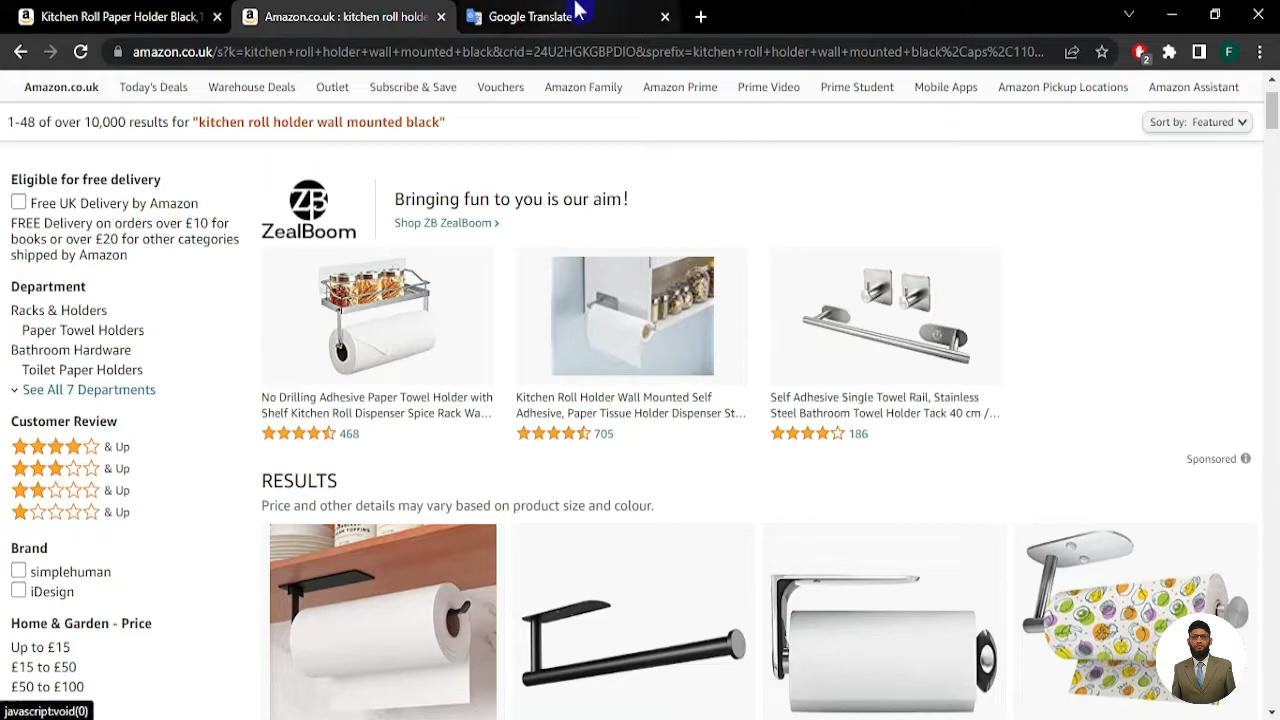 Kitchen Roll Paper Holder Black,
Amazon.co.uk : kitchen roll holde
Google Translate
amazon.co.uk/s?k=kitchen+roll+holder+wall+mounted+black&crid=24U2HGKGBPDIO&sprefix=kitchen+roll+holder+wall+mounted+black%2Caps%2C110...
2
F
Amazon.co.uk Today's Deals Warehouse Deals Outlet Subscribe & Save Vouchers Amazon Family Amazon Prime Prime Video Prime Student Mobile Apps Amazon Pickup Locations Amazon Assistant
1-48 of over 10,000 results for "kitchen roll holder wall mounted black"
Sort by: Featured
Eligible for free delivery
Free UK Delivery by Amazon
FREE Delivery on orders over £10 for
books or over £20 for other categories
shipped by Amazon
Department
Racks & Holders
Paper Towel Holders
Bathroom Hardware
Toilet Paper Holders
See All 7 Departments
Customer Review
& Up
& Up
& Up
& Up
Brand
simplehuman
iDesign
Home & Garden - Price
Up to £15
£15 to £50
£50 to £100
ZB
ZealBoom
Bringing fun to you is our aim!
Shop ZB ZealBoom ›
No Drilling Adhesive Paper Towel Holder with
Shelf Kitchen Roll Dispenser Spice Rack Wa...
468
Kitchen Roll Holder Wall Mounted Self
Adhesive, Paper Tissue Holder Dispenser St...
705
Self Adhesive Single Towel Rail, Stainless
Steel Bathroom Towel Holder Tack 40 cm /...
186
Sponsored
RESULTS
Price and other details may vary based on product size and colour.
javascript:void(0)